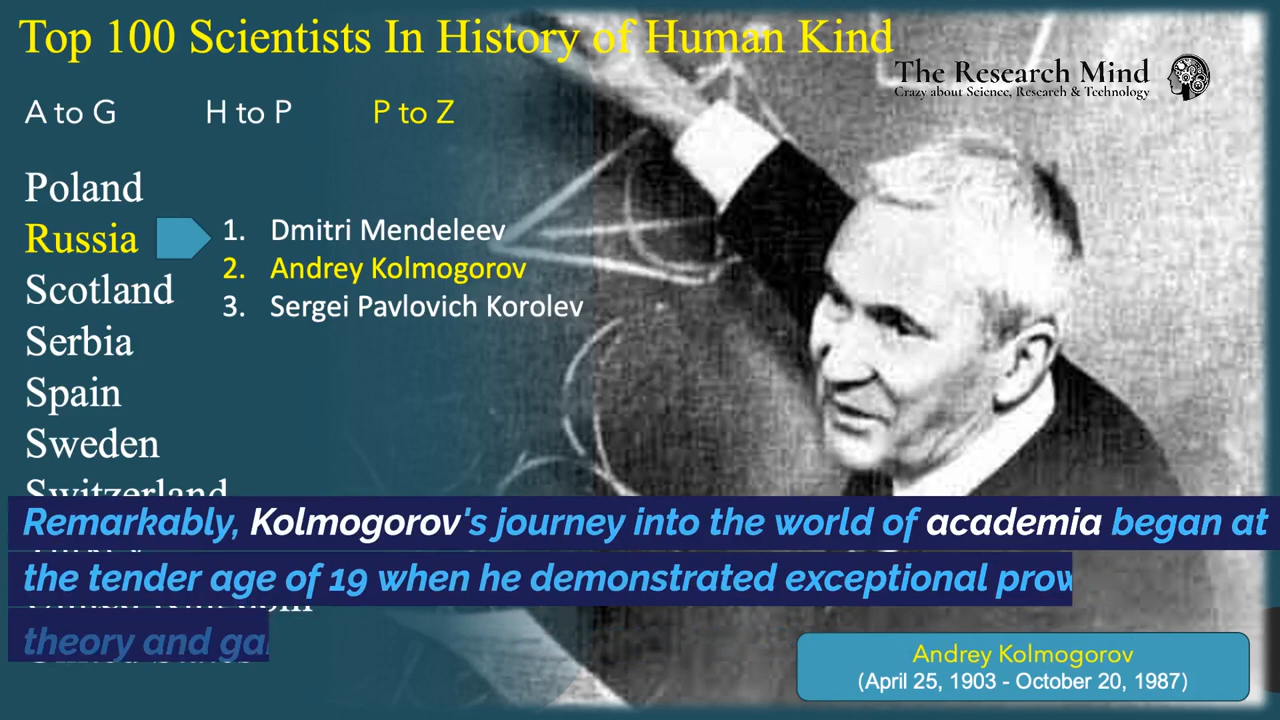 Top 100 Scientists In History of Human Kind
The Research Mind
Crazy about Science, Research & Technology
A to G H to P P to Z
Poland
Russia
1. Dmitri Mendeleev
2. Andrey Kolmogorov
3. Sergei Pavlovich Korolev
Scotland
Serbia
Spain
Sweden
Switzerland
Remarkably, Kolmogorov's journey into the world of academia began at
the tender age of 19 when he demonstrated exceptional
theory and
Andrey Kolmogorov
(April 25, 1903 - October 20, 1987)